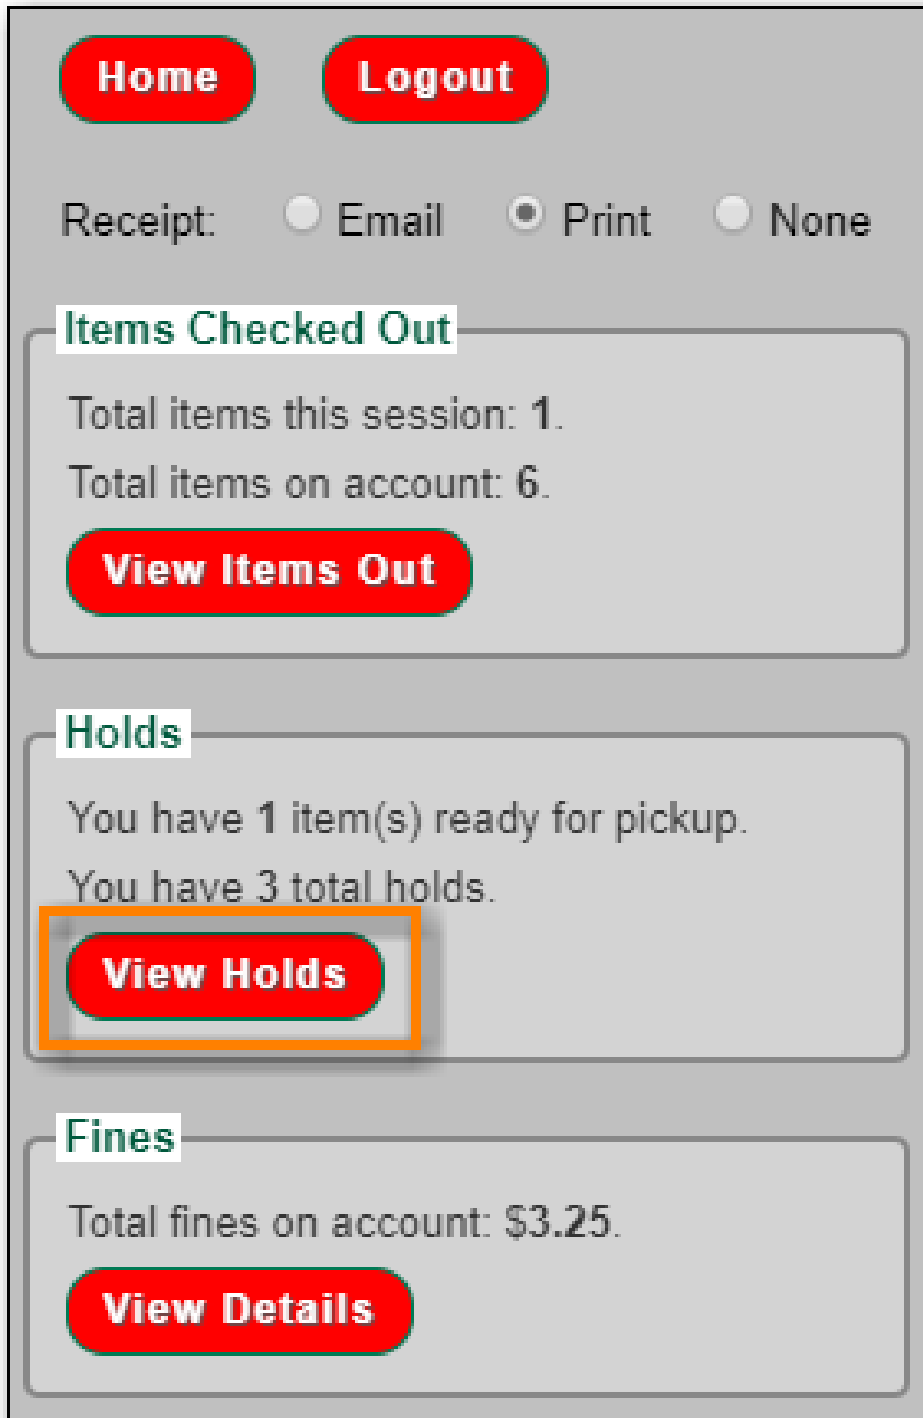 Home Logout
Receipt: Email Print None
Items Checked Out
Total items this session: 1.
Total items on account: 6.
View Items Out
Holds
You have 1 item(s) ready for pickup.
You have 3 total holds.
View Holds
Fines
Total fines on account: $3.25.
View Details